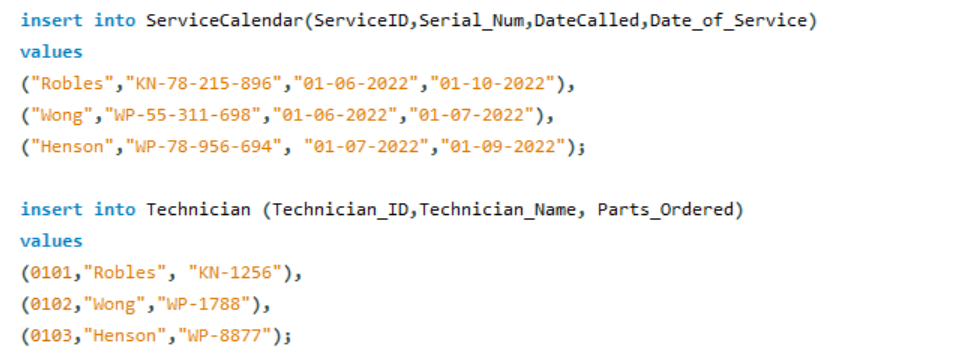 insert into ServiceCalendar(ServiceID,Serial_Num,DateCalled,Date_of_Service)
values
("Robles","KN-78-215-896","01-06-2022","01-10-2022"),
("Wong","WP-55-311-698","01-06-2022","01-07-2022"),
("Henson","WP-78-956-694", "01-07-2022","01-09-2022");
insert into Technician (Technician_ID,Technician_Name, Parts_Ordered)
values
(0101,"Robles", "KN-1256"),
(0102,"Wong","WP-1788"),
(0103,"Henson","WP-8877");